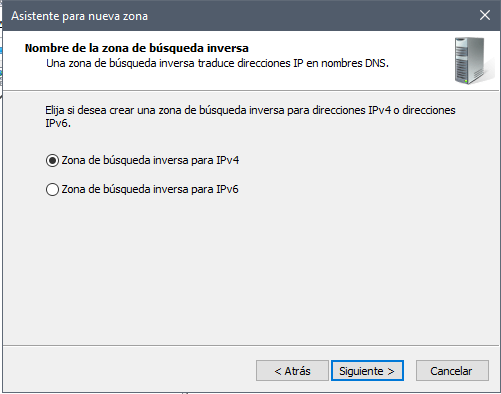 Asistente para nueva zona
Nombre de la zona de búsqueda inversa
Una zona de búsqueda inversa traduce direcciones IP en nombres DNS.
Elija si desea crear una zona de búsqueda inversa para direcciones IPv4 o direcciones
IPv6.
Zona de búsqueda inversa para IPv4
Zona de búsqueda inversa para IPv6
< Atrás
Siguiente >
Cancelar